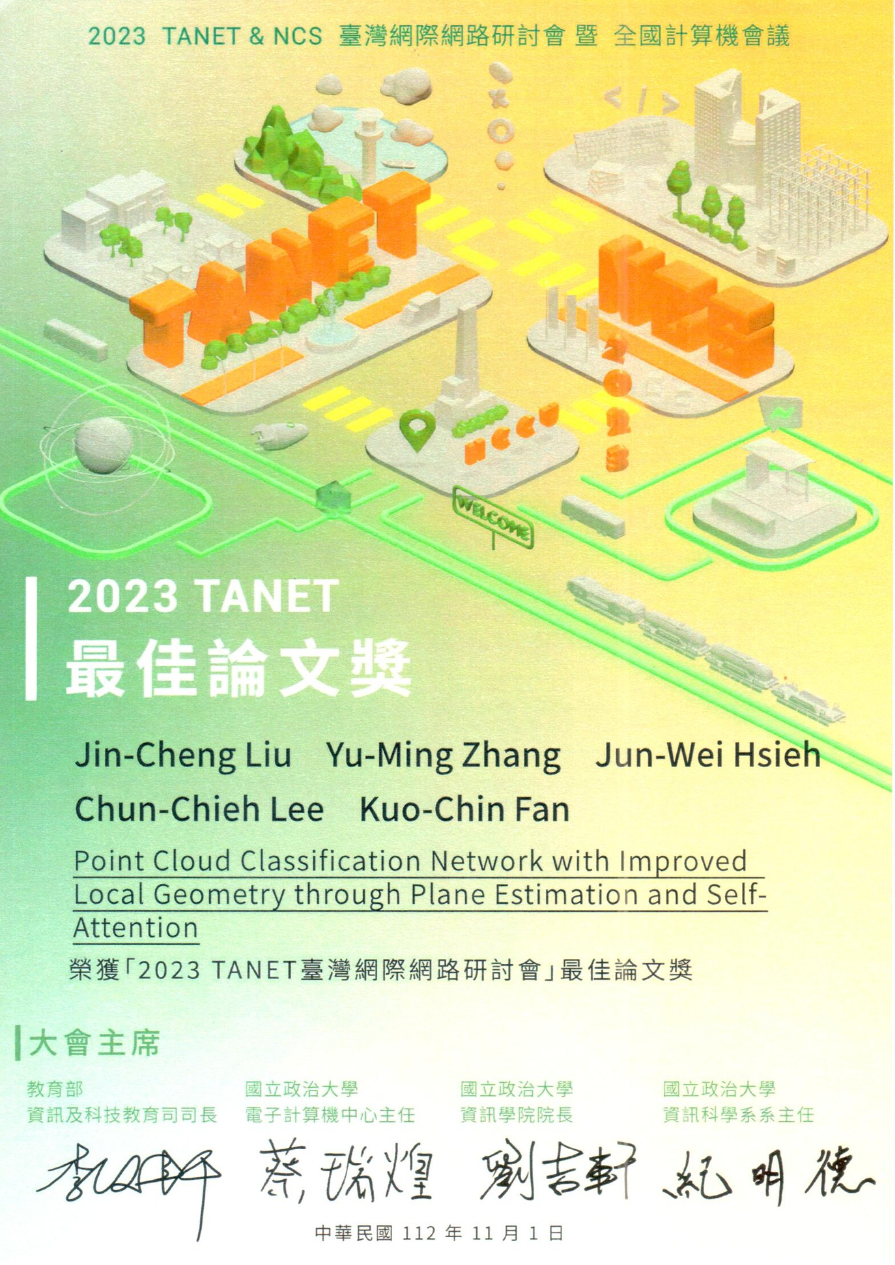 2023 TANET & NCS 臺灣網際網路研討會 暨 全國計算機會議
</>
TANET
NCS
2023
NCCU
WELCOME
2023 TANET
最佳論文獎
Jin-Cheng Liu Yu-Ming Zhang Jun-Wei Hsieh
Chun-Chieh Lee Kuo-Chin Fan
Point Cloud Classification Network with Improved
Local Geometry through Plane Estimation and Self-
Attention
榮獲「2023 TANET臺灣網際網路研討會」最佳論文獎
大會主席
教育部
資訊及科技教育司司長
國立政治大學
電子計算機中心主任
國立政治大學
資訊學院院長
國立政治大學
資訊科學系系主任
蔡瑞煌
劉吉軒
紀明德
中華民國 112 年 11 月 1 日